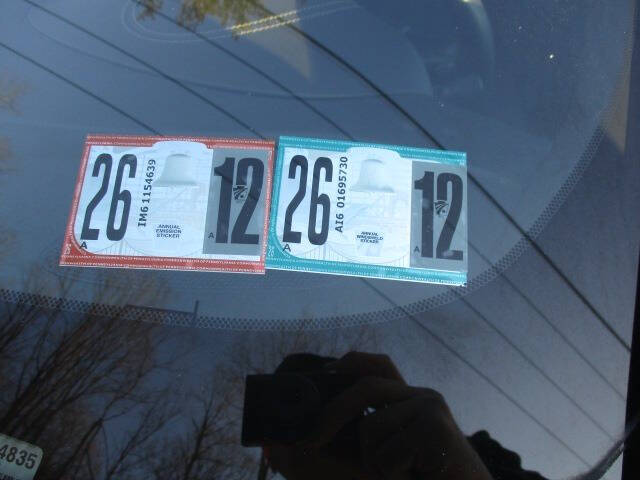 26
A
IM6 1154639
ANNUAL
EMISSION
STICKER
A
12
26
A
AI6 01695730
ANNUAL
WINDSHIELD
STICKER
A
12
4835